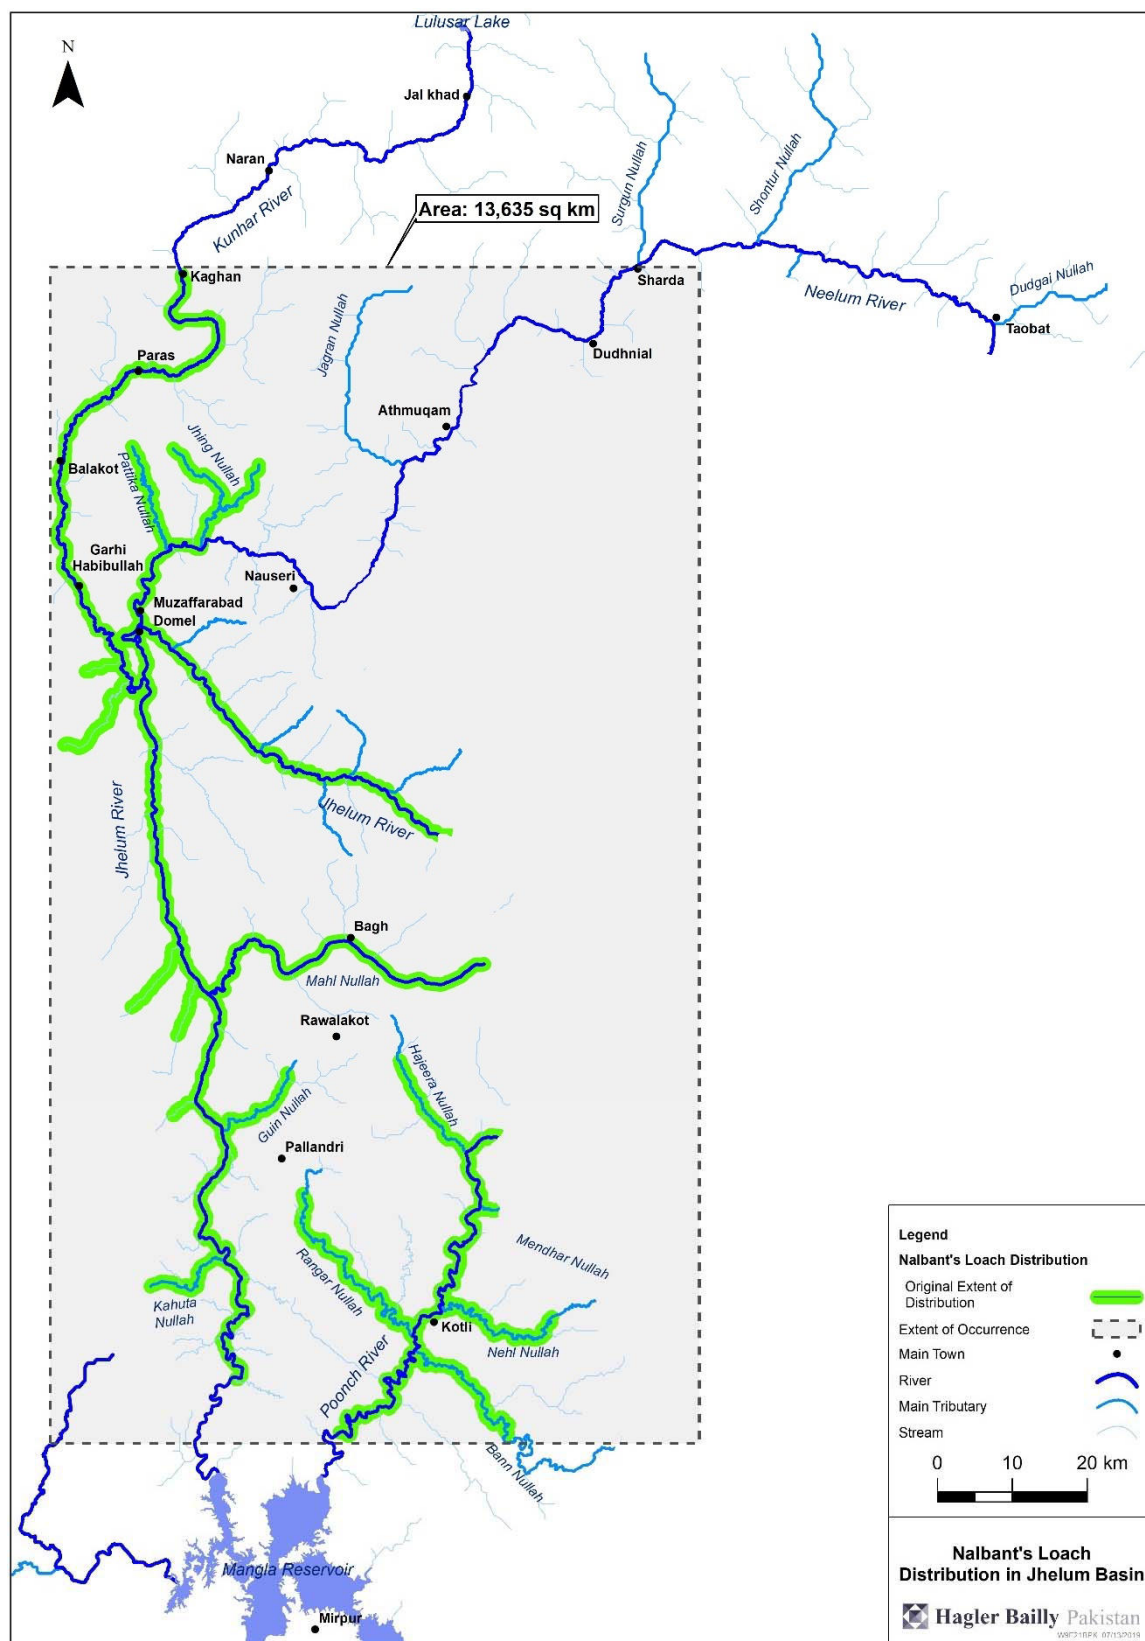 Lulusar Lake
N
Jal khad
Naran
Surgun Nullah
Shontur Nullah
Area: 13,635 sq km
Kunhar River
Kaghan
Sharda
Dudgai Nullah
Neelum River
Jagran Nullah
Taobat
Paras
Dudhnial
Athmuqam
Jhing Nullah
Balakot
Pattika Nullah
Garhi
Habibullah
Nauseri
Muzaffarabad
Domel
Jhelum River
Jhelum River
Bagh
Mahl Nullah
Rawalakot
Hajeera Nullah
Guin Nullah
Pallandri
Mendhar Nullah
Rangar Nullah
Kahuta
Nullah
Kotli
Nehl Nullah
Poonch River
Bann Nullah
Mangla Reservoir
Mirpur
Legend
Nalbant's Loach Distribution
Original Extent of
Distribution
Extent of Occurrence
Main Town
River
Main Tributary
Stream
0 10 20 km
Nalbant's Loach
Distribution in Jhelum Basin
Hagler Bailly Pakistan